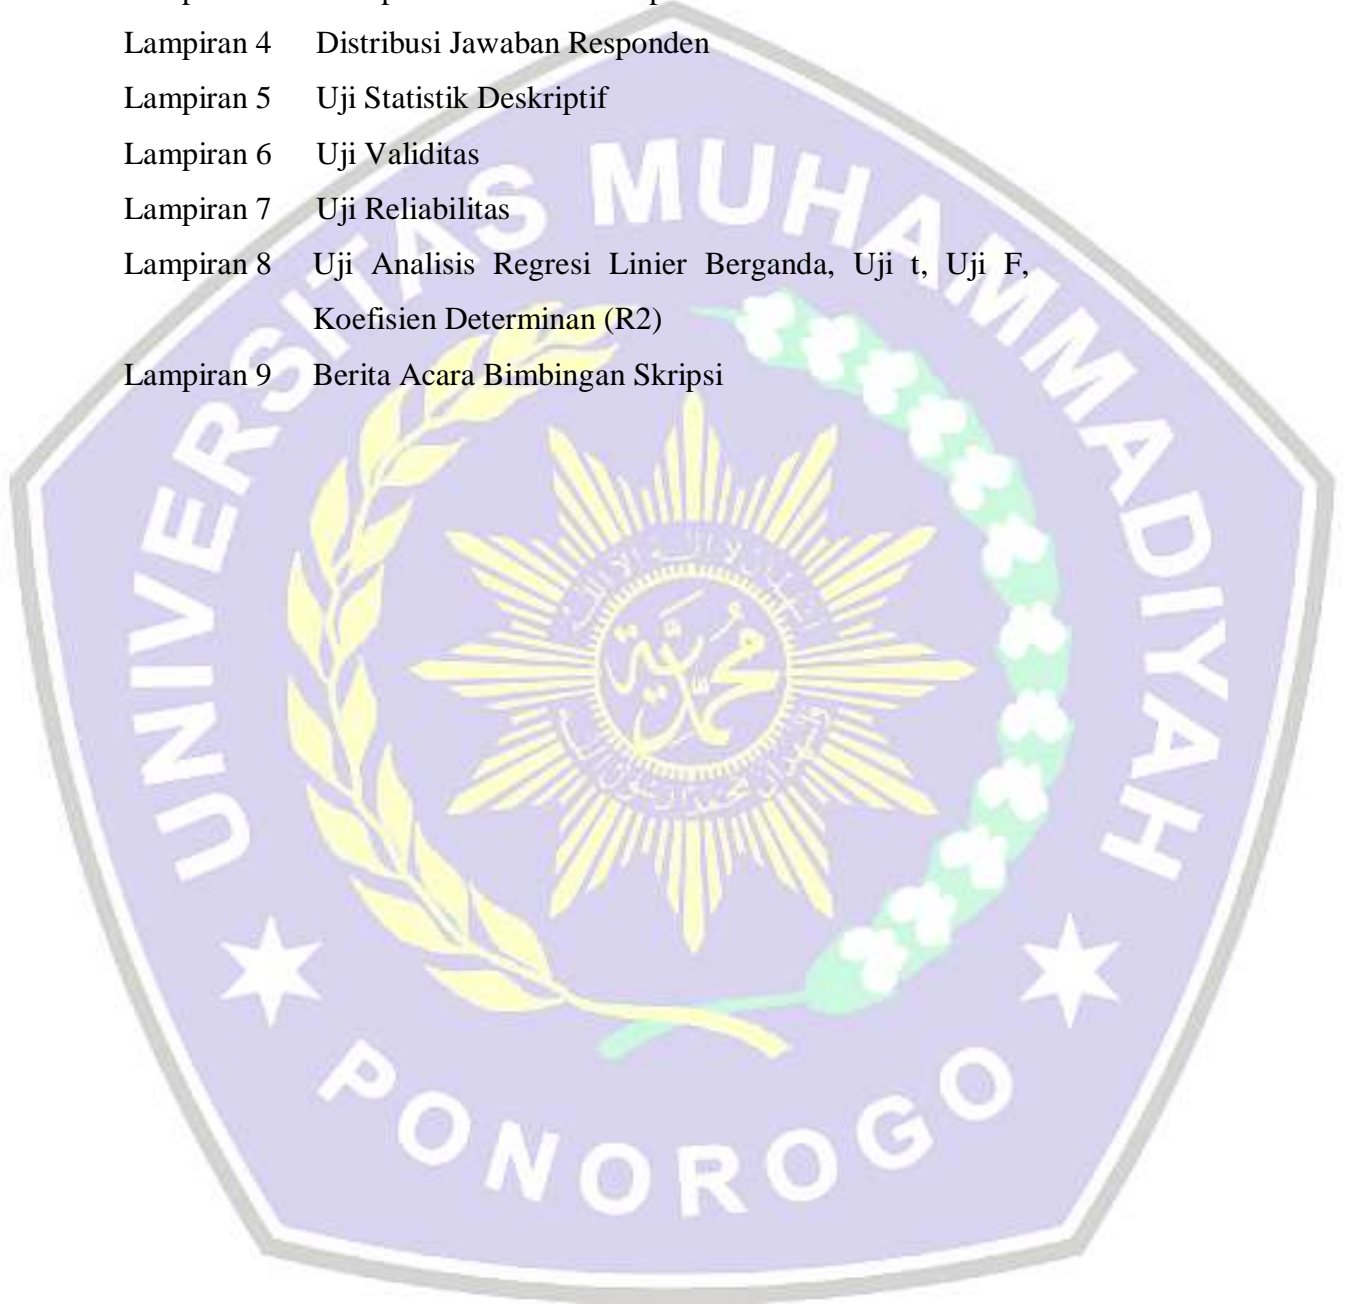 Lampiran 4 Distribusi Jawaban Responden
Lampiran 5 Uji Statistik Deskriptif
Lampiran 6 Uji Validitas
Lampiran 7 Uji Reliabilitas
Lampiran 8 Uji Analisis Regresi Linier Berganda, Uji t, Uji F,
Koefisien Determinan (R2)
Lampiran 9 Berita Acara Bimbingan Skripsi
UNIVERSITAS MUHAMMADIYAH
محمدية
PONOROGO